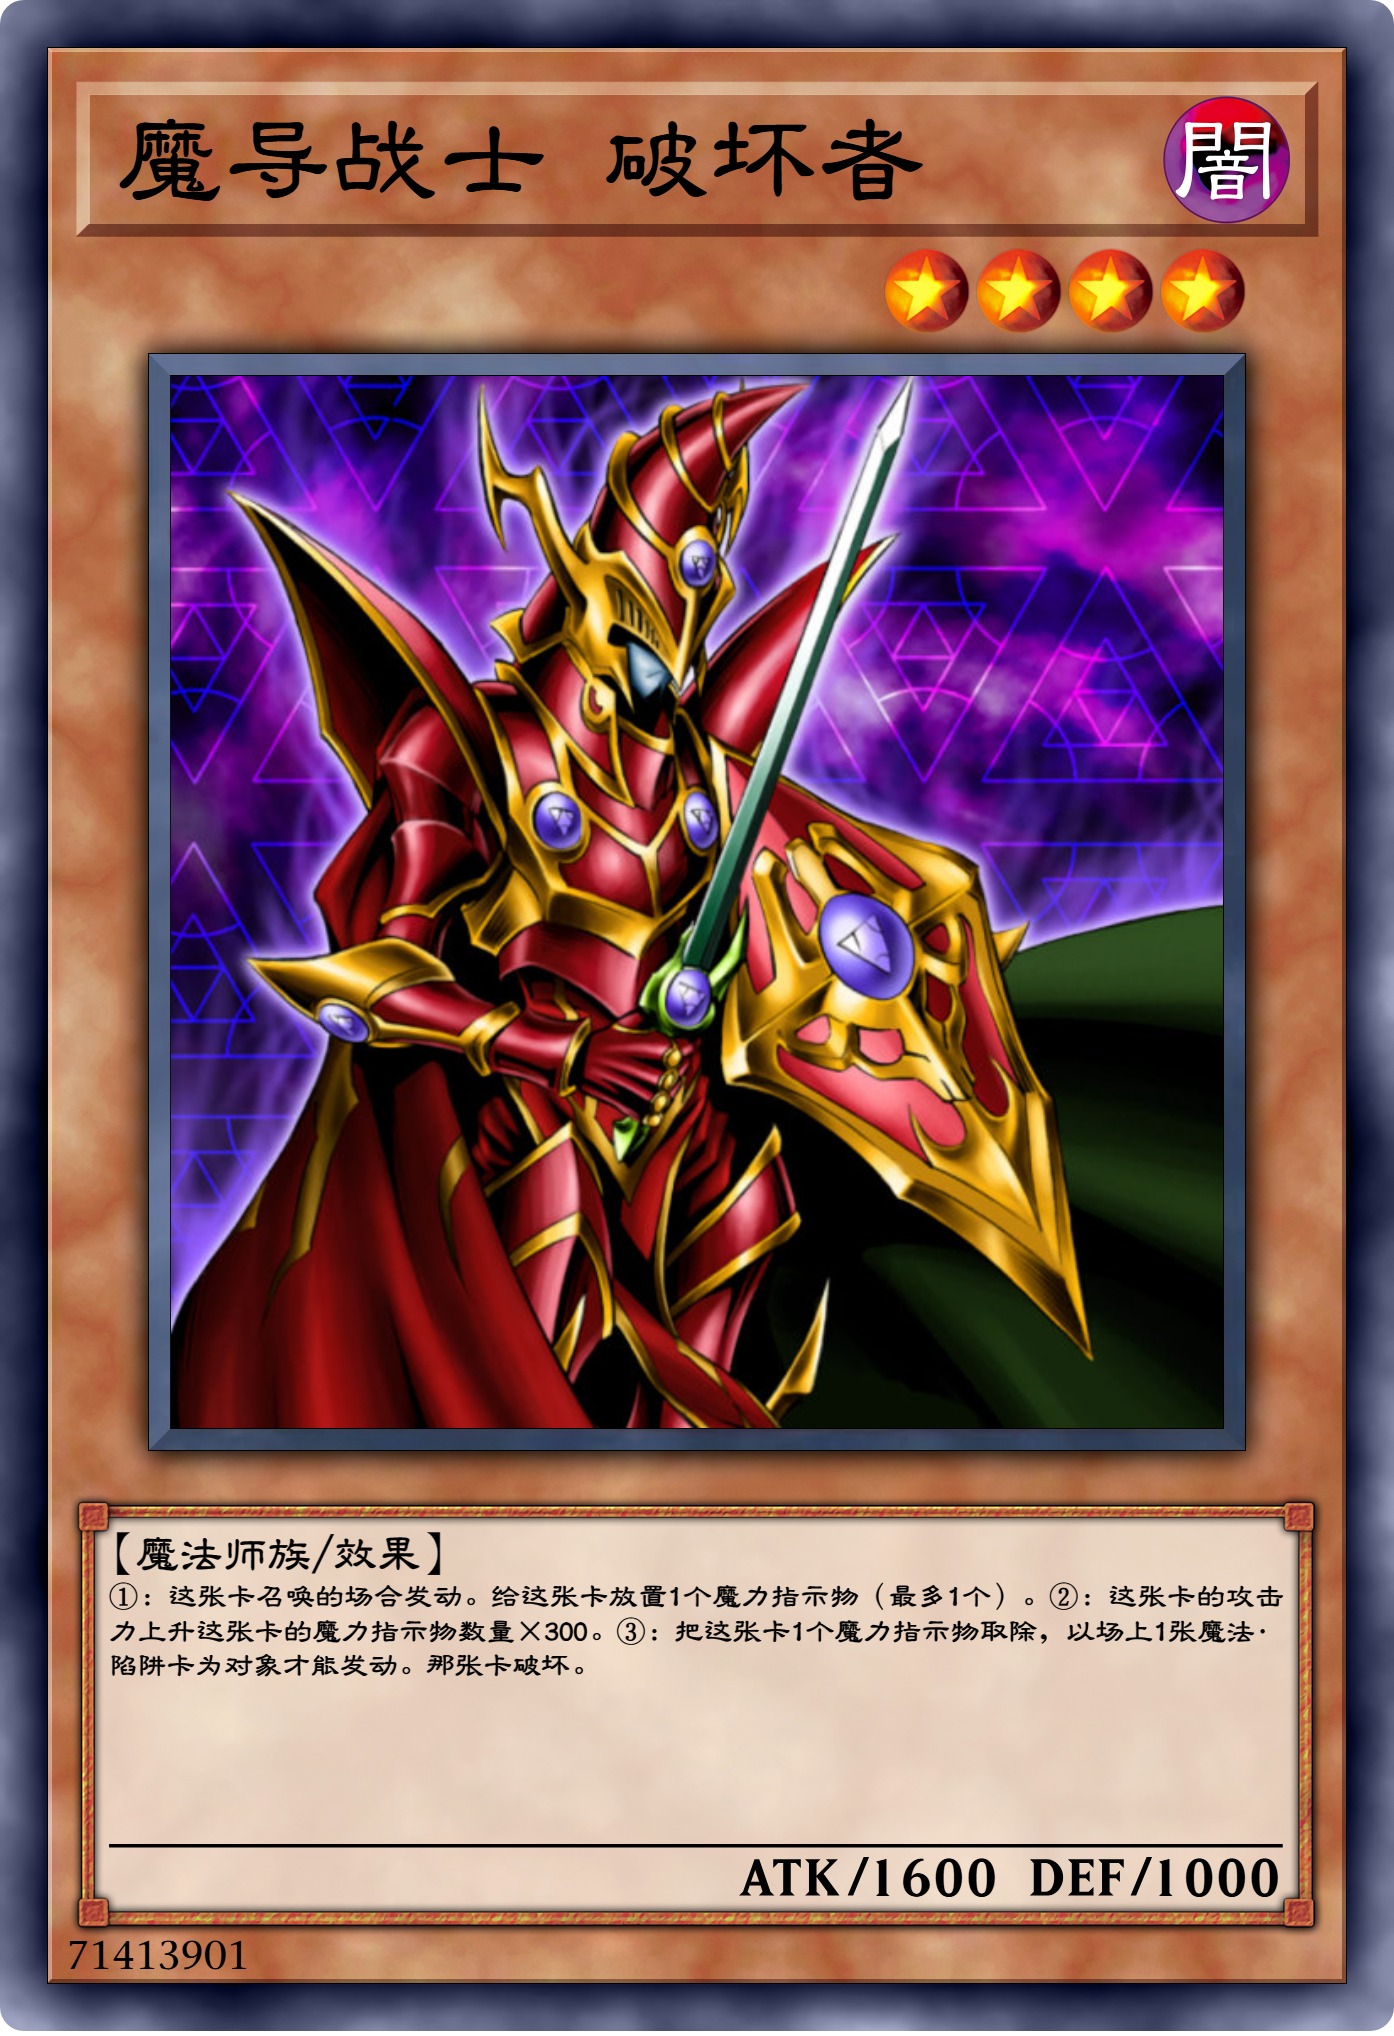 魔导战士 破坏者
闇
【魔法师族/效果】
①：这张卡召唤的场合发动。给这张卡放置1个魔力指示物（最多1个）。②：这张卡的攻击
力上升这张卡的魔力指示物数量×300。③：把这张卡1个魔力指示物取除，以场上1张魔法·
陷阱卡为对象才能发动。那张卡破坏。
ATK/1600 DEF/1000
71413901